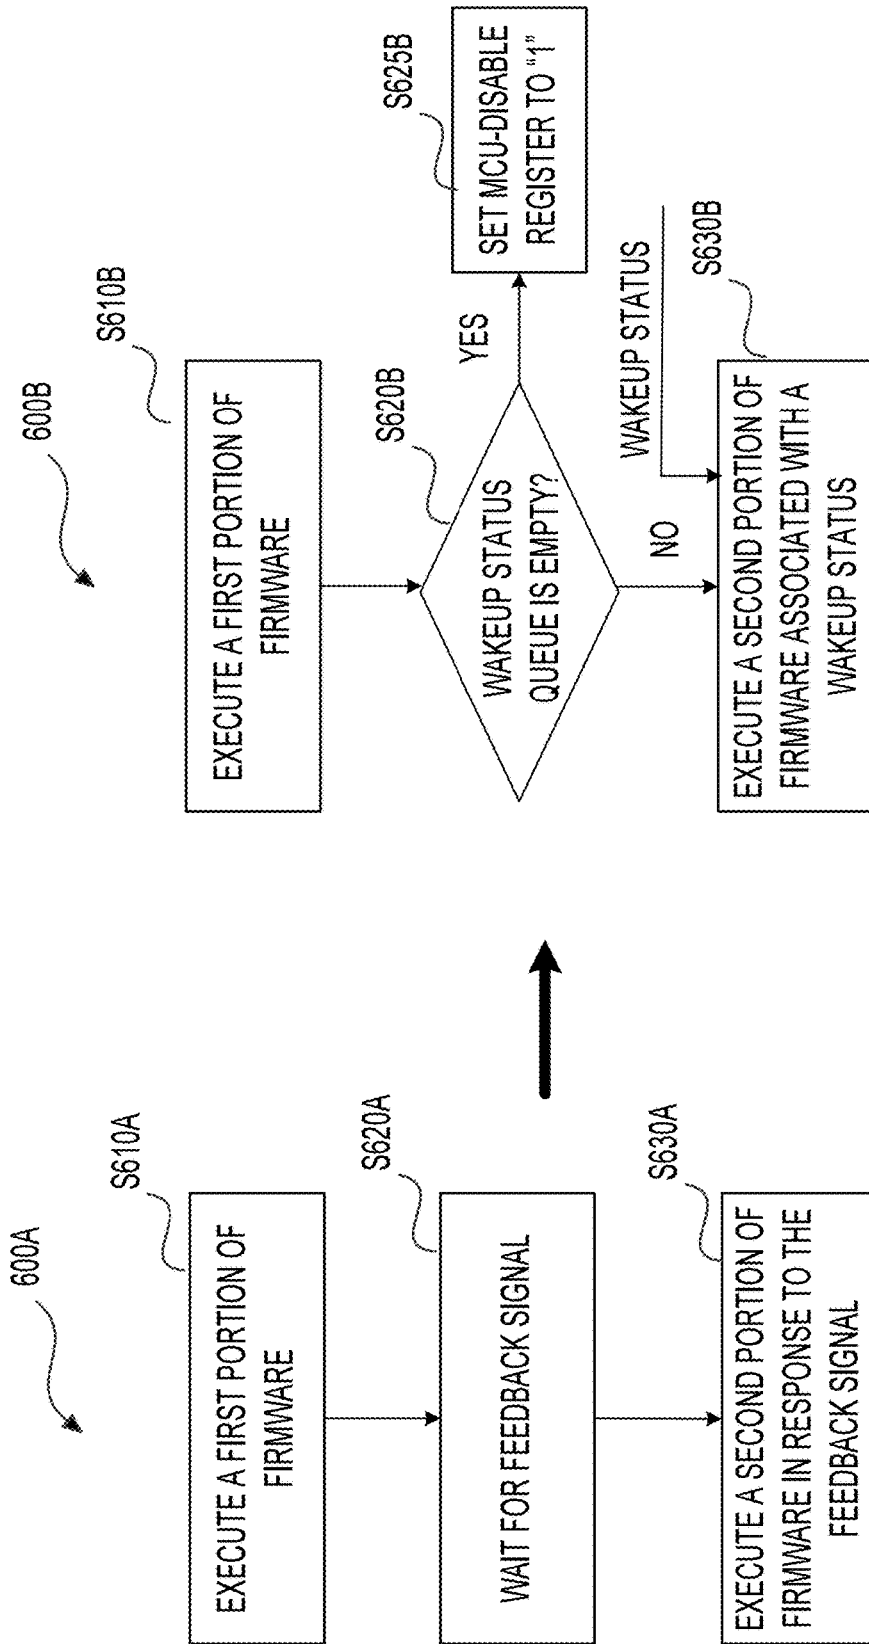 600A
S610A
EXECUTE A FIRST PORTION OF
FIRMWARE
S620A
WAIT FOR FEEDBACK SIGNAL
S630A
EXECUTE A SECOND PORTION OF
FIRMWARE IN RESPONSE TO THE
FEEDBACK SIGNAL
600B
S610B
EXECUTE A FIRST PORTION OF
FIRMWARE
S620B
WAKEUP STATUS
QUEUE IS EMPTY?
YES
S625B
SET MCU-DISABLE
REGISTER TO “1”
NO
WAKEUP STATUS
S630B
EXECUTE A SECOND PORTION OF
FIRMWARE ASSOCIATED WITH A
WAKEUP STATUS